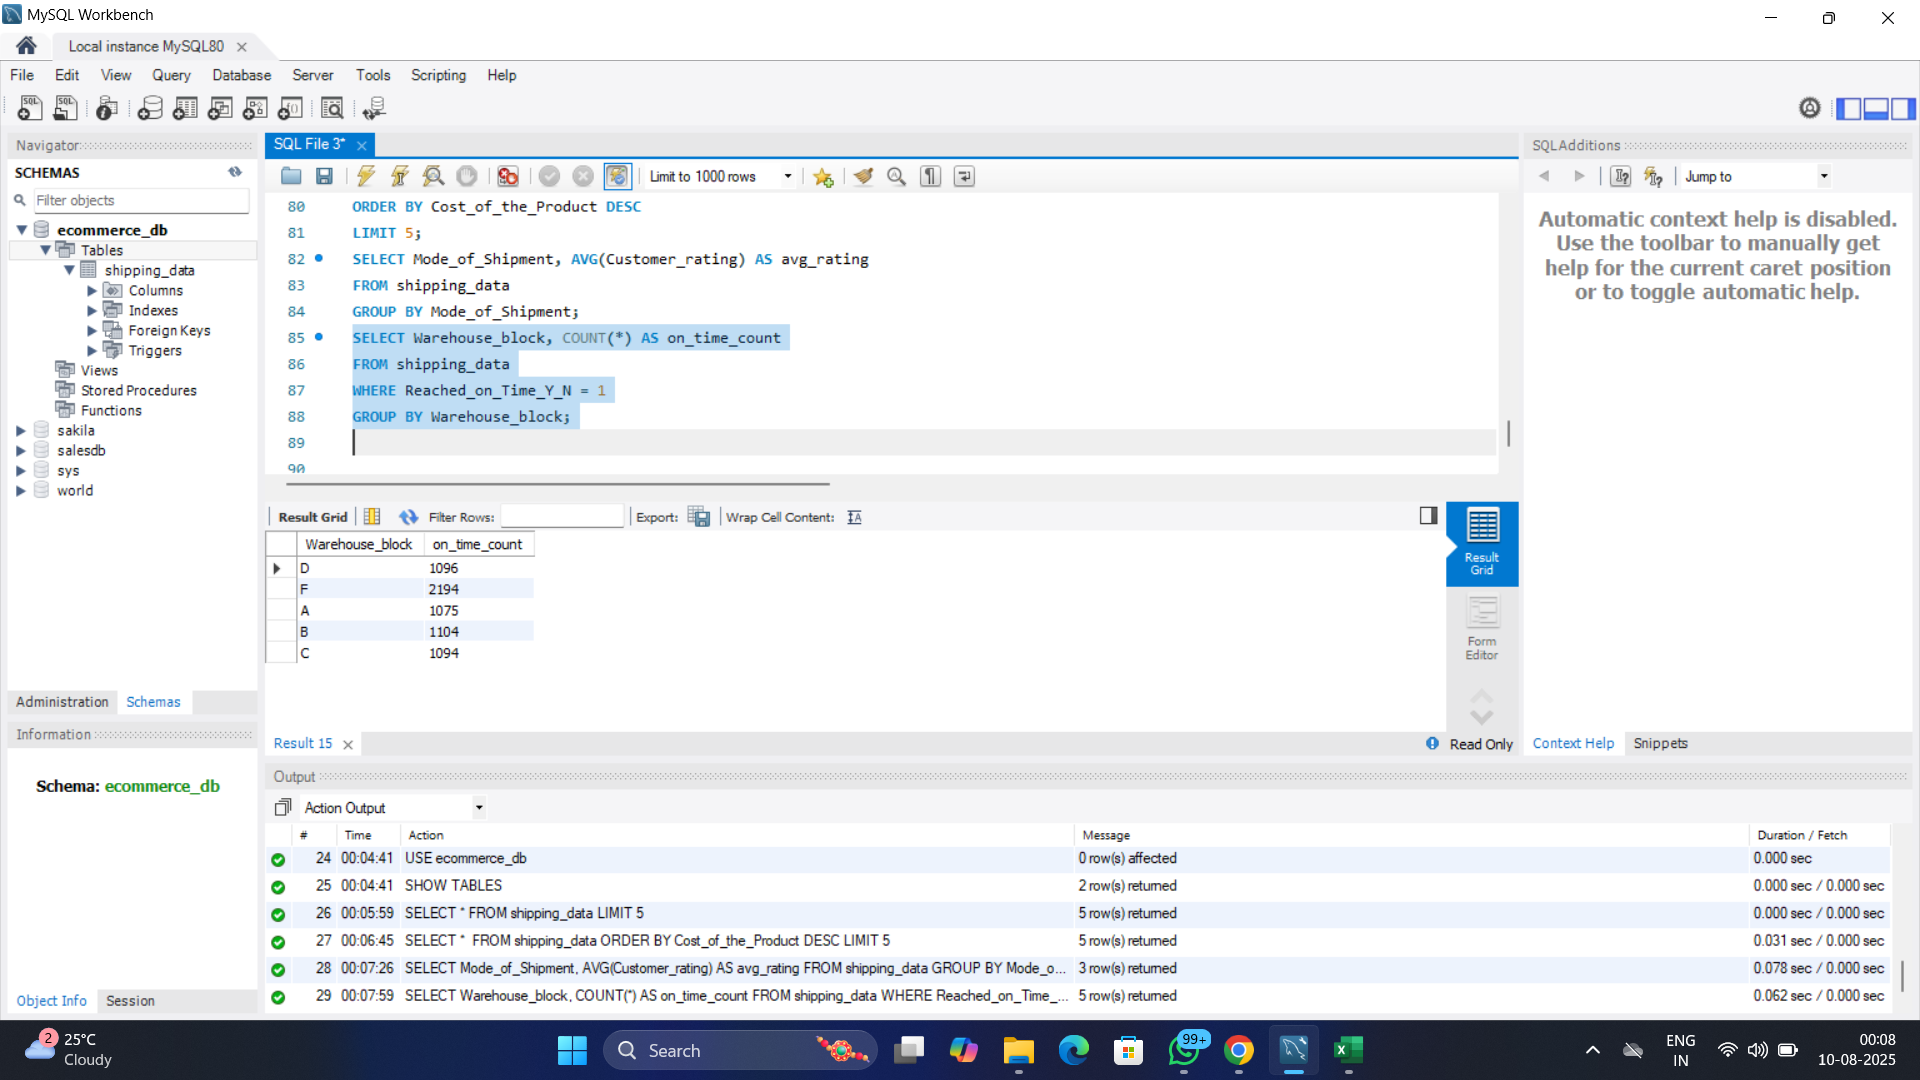 MySQL Workbench
Local instance MySQL80
File Edit View Query Database Server Tools Scripting Help
Navigator
SCHEMAS
Filter objects
ecommerce_db
Tables
shipping_data
Columns
Indexes
Foreign Keys
Triggers
Views
Stored Procedures
Functions
sakila
salesdb
sys
world
Administration Schemas
Information
Schema: ecommerce_db
Object Info Session
SQL File 3*
Limit to 1000 rows
80 ORDER BY Cost_of_the_Product DESC
81 LIMIT 5;
82 SELECT Mode_of_Shipment, AVG(Customer_rating) AS avg_rating
83 FROM shipping_data
84 GROUP BY Mode_of_Shipment;
85 SELECT Warehouse_block, COUNT(*) AS on_time_count
86 FROM shipping_data
87 WHERE Reached_on_Time_Y_N = 1
88 GROUP BY Warehouse_block;
89
90
Result Grid Filter Rows: Export: Wrap Cell Content:
Warehouse_block on_time_count
D 1096
F 2194
A 1075
B 1104
C 1094
Result Grid
Form Editor
Result 15
Read Only
SQLAdditions
Jump to
Automatic context help is disabled.
Use the toolbar to manually get
help for the current caret position
or to toggle automatic help.
Context Help Snippets
Output
Action Output
# Time Action Message Duration / Fetch
24 00:04:41 USE ecommerce_db 0 row(s) affected 0.000 sec
25 00:04:41 SHOW TABLES 2 row(s) returned 0.000 sec / 0.000 sec
26 00:05:59 SELECT * FROM shipping_data LIMIT 5 5 row(s) returned 0.000 sec / 0.000 sec
27 00:06:45 SELECT * FROM shipping_data ORDER BY Cost_of_the_Product DESC LIMIT 5 5 row(s) returned 0.031 sec / 0.000 sec
28 00:07:26 SELECT Mode_of_Shipment, AVG(Customer_rating) AS avg_rating FROM shipping_data GROUP BY Mode_o... 3 row(s) returned 0.078 sec / 0.000 sec
29 00:07:59 SELECT Warehouse_block, COUNT(*) AS on_time_count FROM shipping_data WHERE Reached_on_Time_... 5 row(s) returned 0.062 sec / 0.000 sec
2
25°C
Cloudy
Search
99+
ENG
IN
00:08
10-08-2025